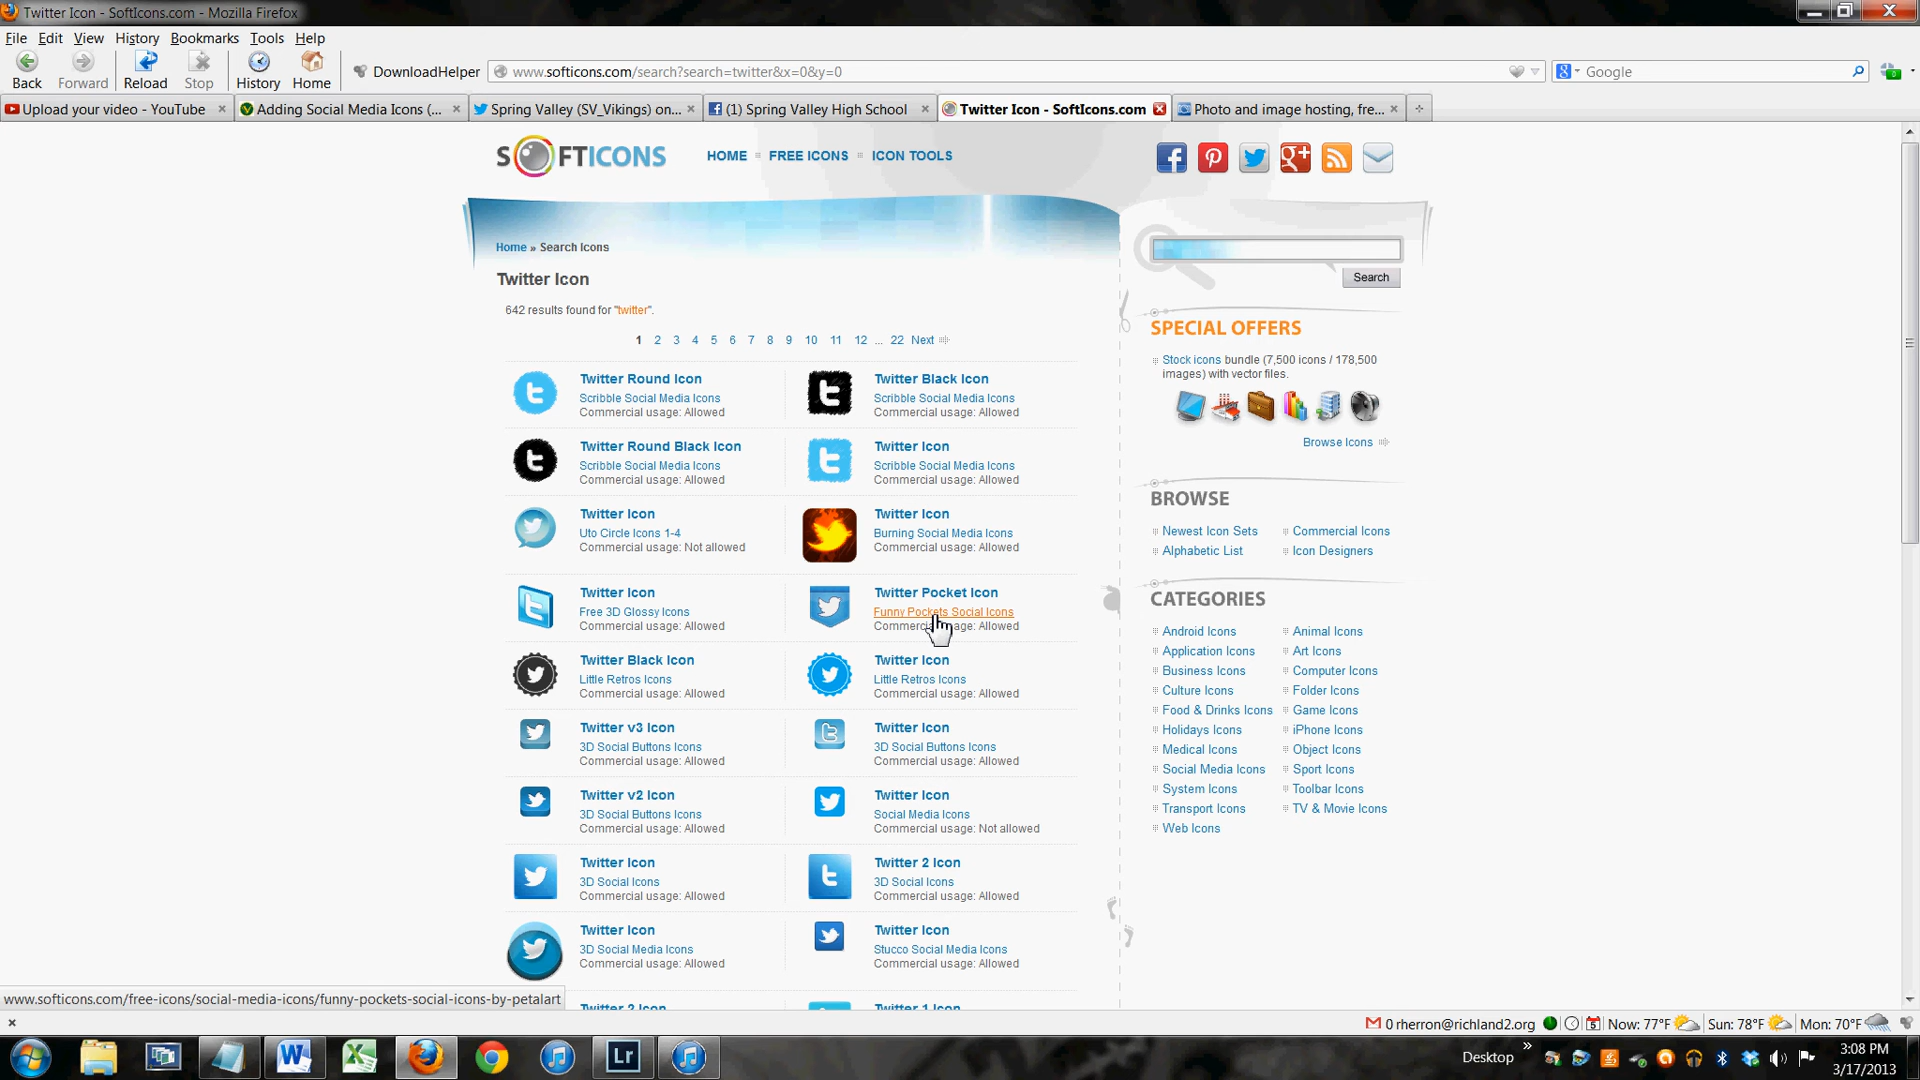 Twitter Icon - SoftIcons.com - Mozilla Firefox
File Edit View History Bookmarks Tools Help
Back Forward Reload Stop History Home DownloadHelper www.softicons.com/search?search=twitter&x=0&y=0 Google
Upload your video - YouTube Adding Social Media Icons (... Spring Valley (SV_Vikings) on... (1) Spring Valley High School Twitter Icon - SoftIcons.com Photo and image hosting, fre...
SOFTICONS HOME FREE ICONS ICON TOOLS
Home » Search Icons
Twitter Icon
642 results found for "twitter".
1 2 3 4 5 6 7 8 9 10 11 12 ... 22 Next
Twitter Round Icon
Scribble Social Media Icons
Commercial usage: Allowed
Twitter Black Icon
Scribble Social Media Icons
Commercial usage: Allowed
Twitter Round Black Icon
Scribble Social Media Icons
Commercial usage: Allowed
Twitter Icon
Scribble Social Media Icons
Commercial usage: Allowed
Twitter Icon
Uto Circle Icons 1-4
Commercial usage: Not allowed
Twitter Icon
Burning Social Media Icons
Commercial usage: Allowed
Twitter Icon
Free 3D Glossy Icons
Commercial usage: Allowed
Twitter Pocket Icon
Funny Pockets Social Icons
Commercial usage: Allowed
Twitter Black Icon
Little Retros Icons
Commercial usage: Allowed
Twitter Icon
Little Retros Icons
Commercial usage: Allowed
Twitter v3 Icon
3D Social Buttons Icons
Commercial usage: Allowed
Twitter Icon
3D Social Buttons Icons
Commercial usage: Allowed
Twitter v2 Icon
3D Social Buttons Icons
Commercial usage: Allowed
Twitter Icon
Social Media Icons
Commercial usage: Not allowed
Twitter Icon
3D Social Icons
Commercial usage: Allowed
Twitter 2 Icon
3D Social Icons
Commercial usage: Allowed
Twitter Icon
3D Social Media Icons
Commercial usage: Allowed
Twitter Icon
Stucco Social Media Icons
Commercial usage: Allowed
Twitter 2 Icon
Twitter 1 Icon
Search
SPECIAL OFFERS
Stock icons bundle (7,500 icons / 178,500
images) with vector files.
Browse Icons
BROWSE
Newest Icon Sets Commercial Icons
Alphabetic List Icon Designers
CATEGORIES
Android Icons Animal Icons
Application Icons Art Icons
Business Icons Computer Icons
Culture Icons Folder Icons
Food & Drinks Icons Game Icons
Holidays Icons iPhone Icons
Medical Icons Object Icons
Social Media Icons Sport Icons
System Icons Toolbar Icons
Transport Icons TV & Movie Icons
Web Icons
www.softicons.com/free-icons/social-media-icons/funny-pockets-social-icons-by-petalart
0 rherron@richland2.org Now: 77°F Sun: 78°F Mon: 70°F
Lr
Desktop » 3:08 PM
3/17/2013